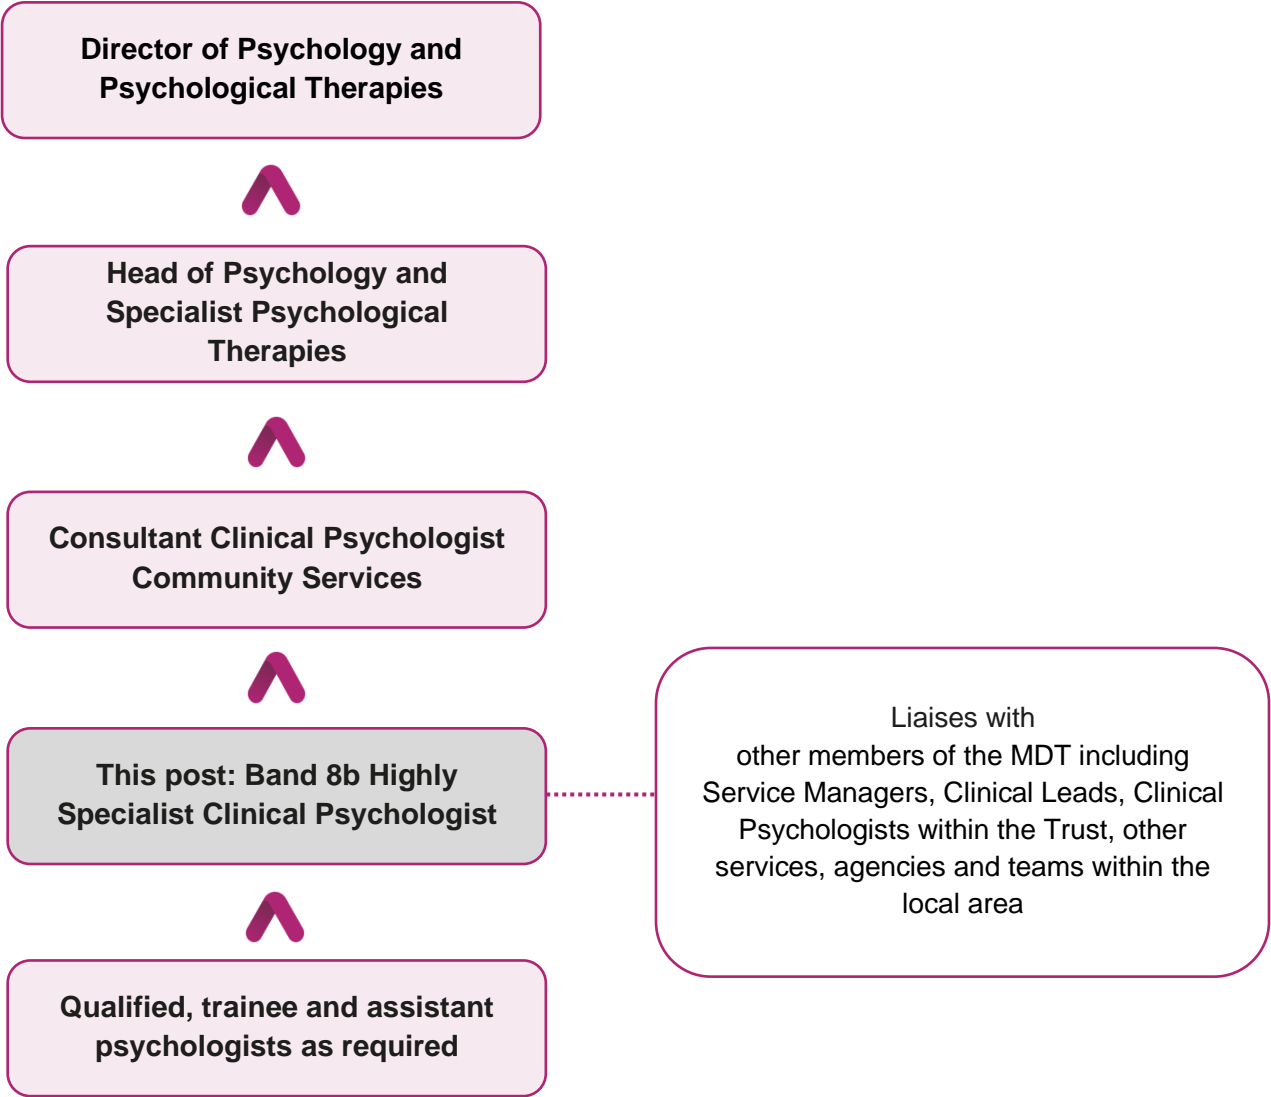 Director of Psychology and
Psychological Therapies
Head of Psychology and
Specialist Psychological
Therapies
Consultant Clinical Psychologist
Community Services
This post: Band 8b Highly
Specialist Clinical Psychologist
Liaises with
other members of the MDT including
Service Managers, Clinical Leads, Clinical
Psychologists within the Trust, other
services, agencies and teams within the
local area
Qualified, trainee and assistant
psychologists as required